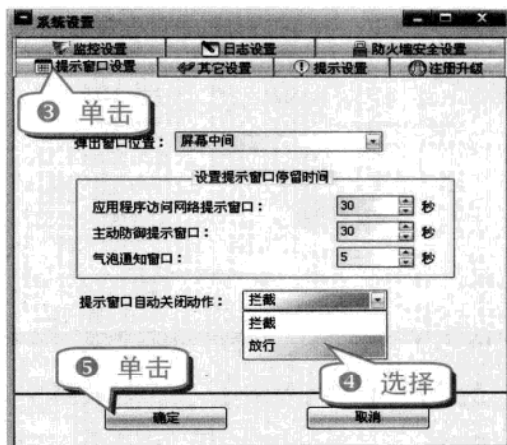 系统设置
监控设置 日志设置 防火墙安全设置
提示窗口设置 其它设置 提示设置 注册升级
❸ 单击
弹出窗口位置： 屏幕中间
设置提示窗口停留时间
应用程序访问网络提示窗口： 30 秒
主动防御提示窗口： 30 秒
气泡通知窗口： 5 秒
提示窗口自动关闭动作： 拦截
拦截
放行
❺ 单击
❹ 选择
确定 取消